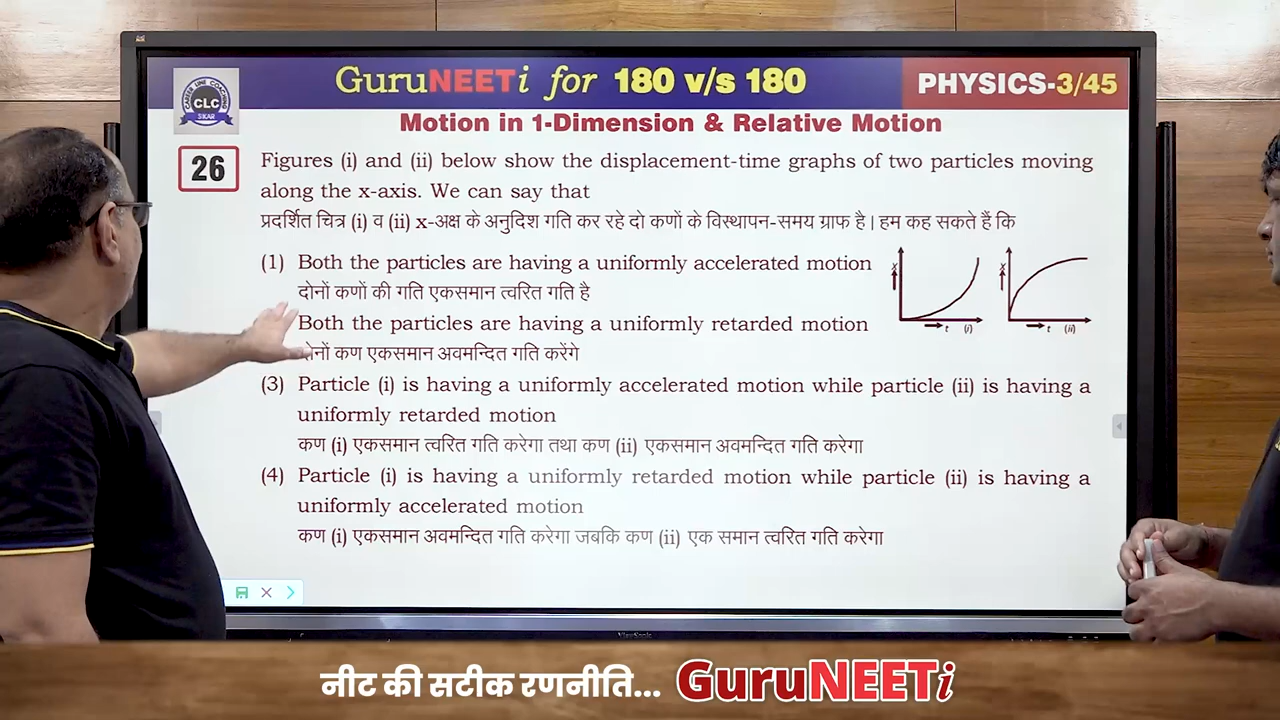 GuruNEETi for 180 v/s 180
PHYSICS-3/45
CAREER LINE COACHING
CLC
SIKAR
Motion in 1-Dimension & Relative Motion
26
Figures (i) and (ii) below show the displacement-time graphs of two particles moving
along the x-axis. We can say that
प्रदर्शित चित्र (i) व (ii) x-अक्ष के अनुदिश गति कर रहे दो कणों के विस्थापन-समय ग्राफ है। हम कह सकते हैं कि
(1) Both the particles are having a uniformly accelerated motion
दोनों कणों की गति एकसमान त्वरित गति है
Both the particles are having a uniformly retarded motion
कण एकसमान अवमन्दित गति करेंगे
x
t (i)
x
t (ii)
(3) Particle (i) is having a uniformly accelerated motion while particle (ii) is having a
uniformly retarded motion
कण (i) एकसमान त्वरित गति करेगा तथा कण (ii) एकसमान अवमन्दित गति करेगा
(4) Particle (i) is having a uniformly retarded motion while particle (ii) is having a
uniformly accelerated motion
कण (i) एकसमान अवमन्दित गति करेगा जबकि कण (ii) एक समान त्वरित गति करेगा
ViewSonic
नीट की सटीक रणनीति... GuruNEETi